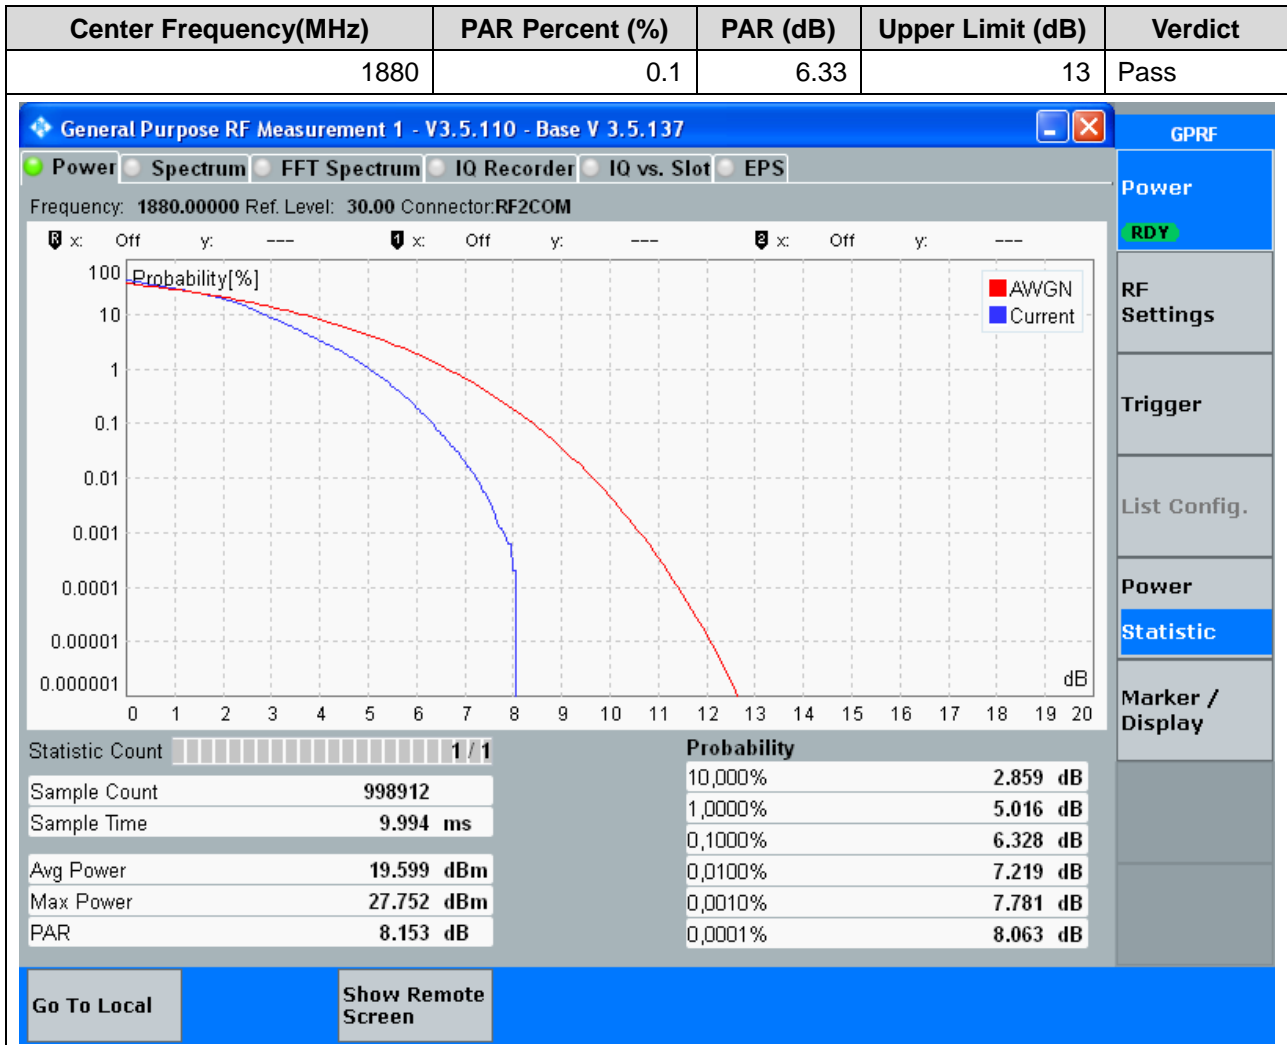 Center Frequency(MHz) PAR Percent (%) PAR (dB) Upper Limit (dB) Verdict
1880 0.1 6.33 13 Pass
General Purpose RF Measurement 1 - V3.5.110 - Base V 3.5.137
GPRF
Power Spectrum FFT Spectrum IQ Recorder IQ vs. Slot EPS
Power
RDY
Frequency: 1880.00000 Ref. Level: 30.00 Connector:RF2COM
R x: Off y: --- 1 x: Off y: --- 2 x: Off y: ---
Probability[%]
AWGN
Current
100
10
1
0.1
0.01
0.001
0.0001
0.00001
0.000001
dB
0 1 2 3 4 5 6 7 8 9 10 11 12 13 14 15 16 17 18 19 20
RF
Settings
Trigger
List Config.
Power
Statistic
Marker /
Display
Statistic Count 1 / 1
Sample Count 998912
Sample Time 9.994 ms
Avg Power 19.599 dBm
Max Power 27.752 dBm
PAR 8.153 dB
Probability
10,000% 2.859 dB
1,0000% 5.016 dB
0,1000% 6.328 dB
0,0100% 7.219 dB
0,0010% 7.781 dB
0,0001% 8.063 dB
Go To Local
Show Remote
Screen